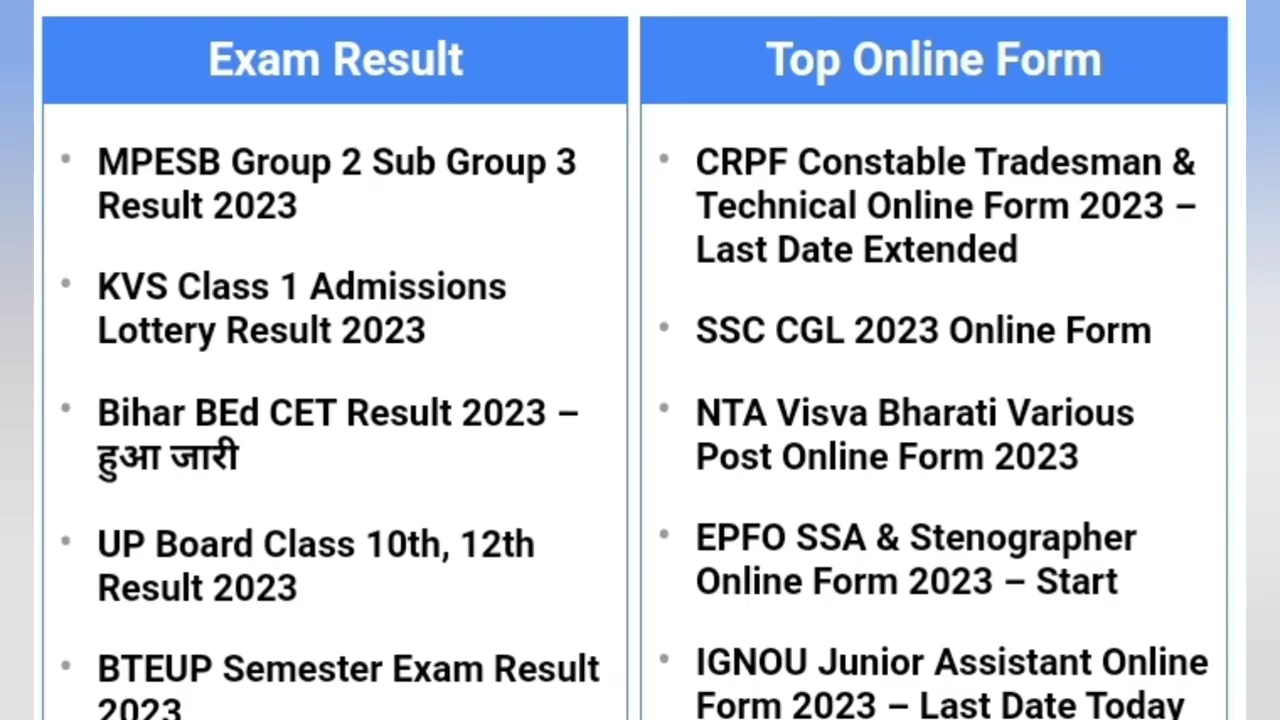 Exam Result
MPESB Group 2 Sub Group 3
Result 2023
KVS Class 1 Admissions
Lottery Result 2023
Bihar BEd CET Result 2023 –
हुआ जारी
UP Board Class 10th, 12th
Result 2023
BTEUP Semester Exam Result
2023
Top Online Form
CRPF Constable Tradesman &
Technical Online Form 2023 –
Last Date Extended
SSC CGL 2023 Online Form
NTA Visva Bharati Various
Post Online Form 2023
EPFO SSA & Stenographer
Online Form 2023 – Start
IGNOU Junior Assistant Online
Form 2023 – Last Date Today